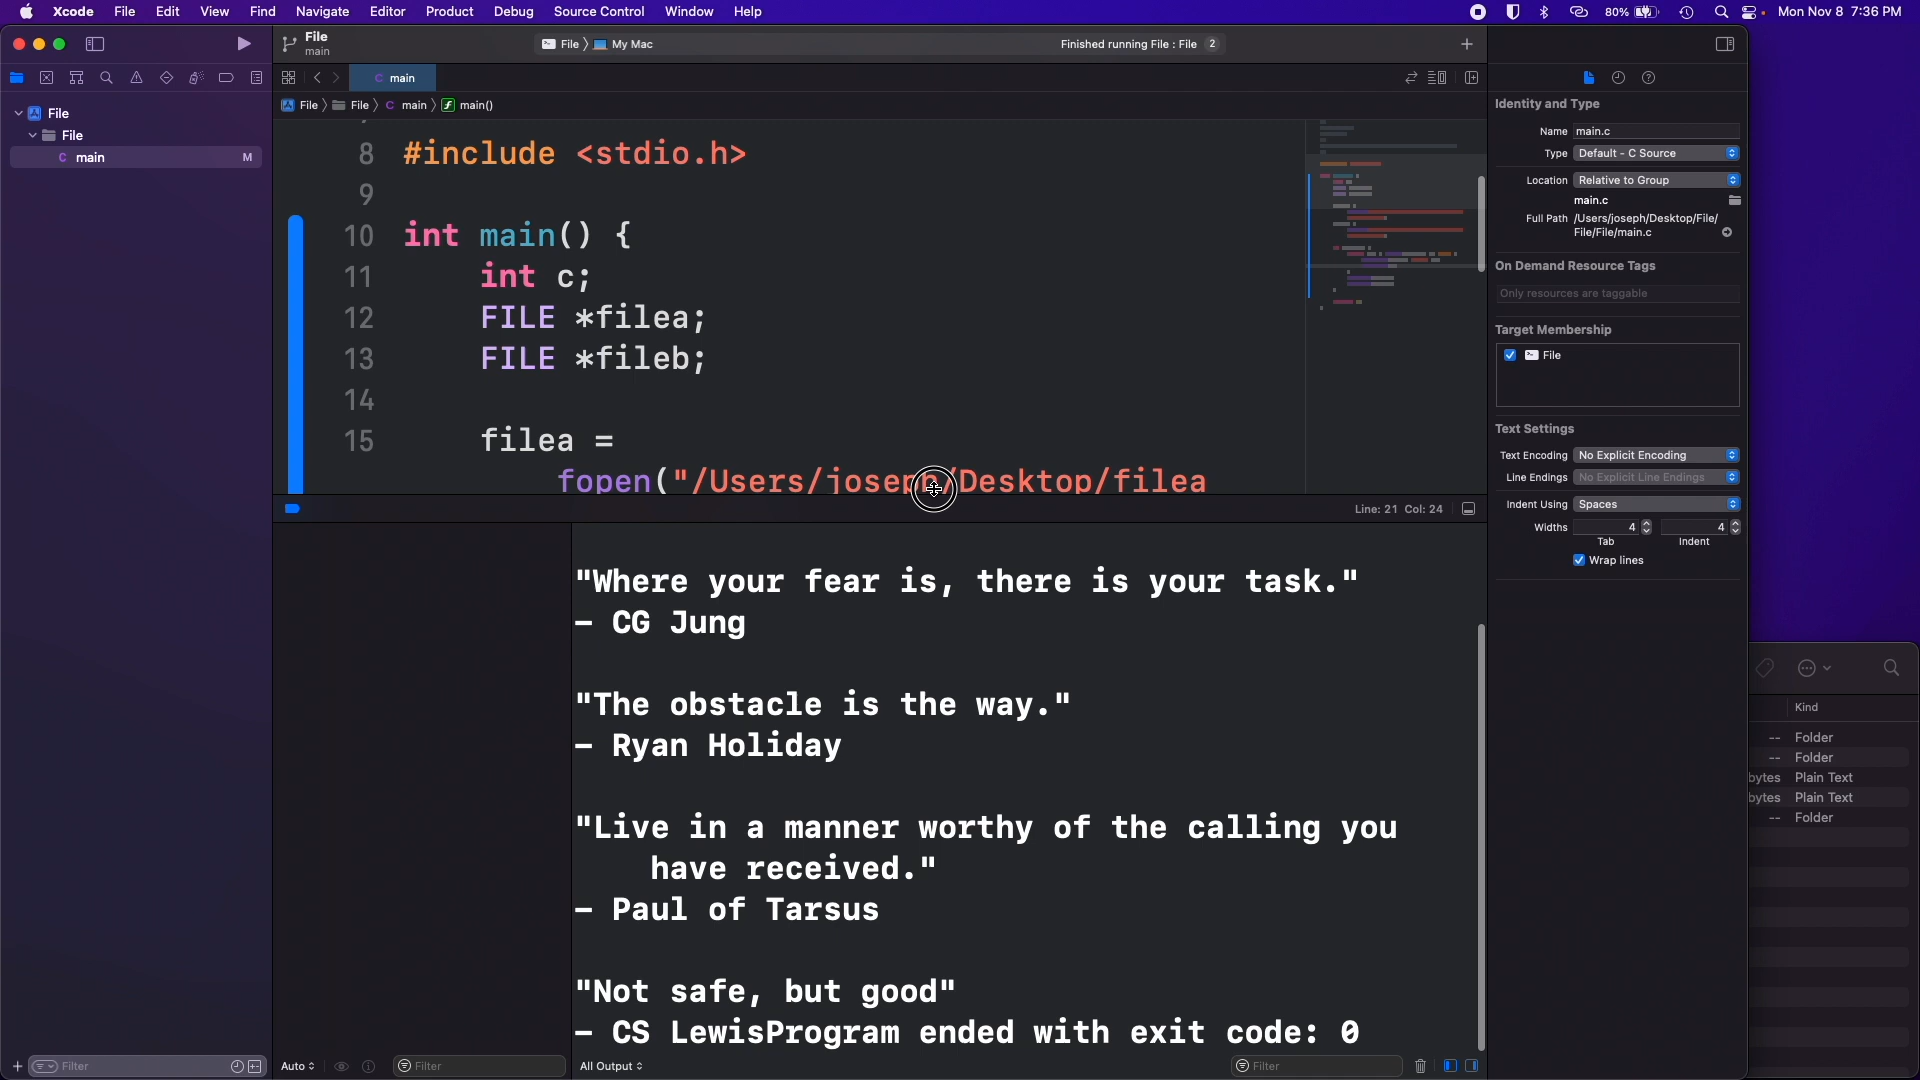 Xcode File Edit View Find Navigate Editor Product Debug Source Control Window Help
80% Mon Nov 8 7:36 PM
File
main
File 〉 My Mac
Finished running File : File 2
main
File 〉 File 〉 C main 〉 f main()
File
File
C main M
8 #include <stdio.h>
9
10 int main() {
11 int c;
12 FILE *filea;
13 FILE *fileb;
14
15 filea =
fopen("/Users/joseph/Desktop/filea
Line: 21 Col: 24
"Where your fear is, there is your task."
– CG Jung
"The obstacle is the way."
– Ryan Holiday
"Live in a manner worthy of the calling you
have received."
– Paul of Tarsus
"Not safe, but good"
– CS LewisProgram ended with exit code: 0
Filter
Auto
Filter
All Output
Filter
Identity and Type
Name main.c
Type Default - C Source
Location Relative to Group
main.c
Full Path /Users/joseph/Desktop/File/
File/File/main.c
On Demand Resource Tags
Only resources are taggable
Target Membership
File
Text Settings
Text Encoding No Explicit Encoding
Line Endings No Explicit Line Endings
Indent Using Spaces
Widths 4 4
Tab Indent
Wrap lines
Kind
-- Folder
-- Folder
bytes Plain Text
bytes Plain Text
-- Folder